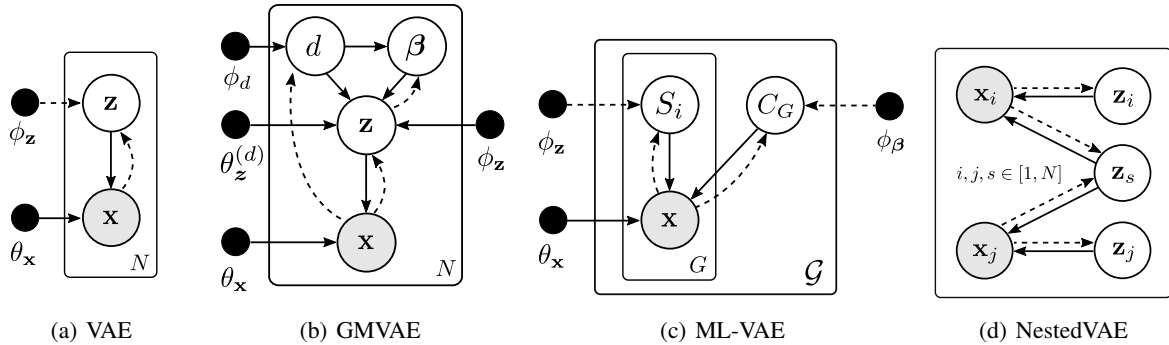 z
ϕ_z
x
θ_x
N
(a) VAE
d
β
ϕ_d
z
θ_z^(d)
ϕ_z
x
θ_x
N
(b) GMVAE
S_i
C_G
ϕ_z
ϕ_β
x
θ_x
G
𝒢
(c) ML-VAE
x_i
z_i
i, j, s ∈ [1, N]
z_s
x_j
z_j
(d) NestedVAE